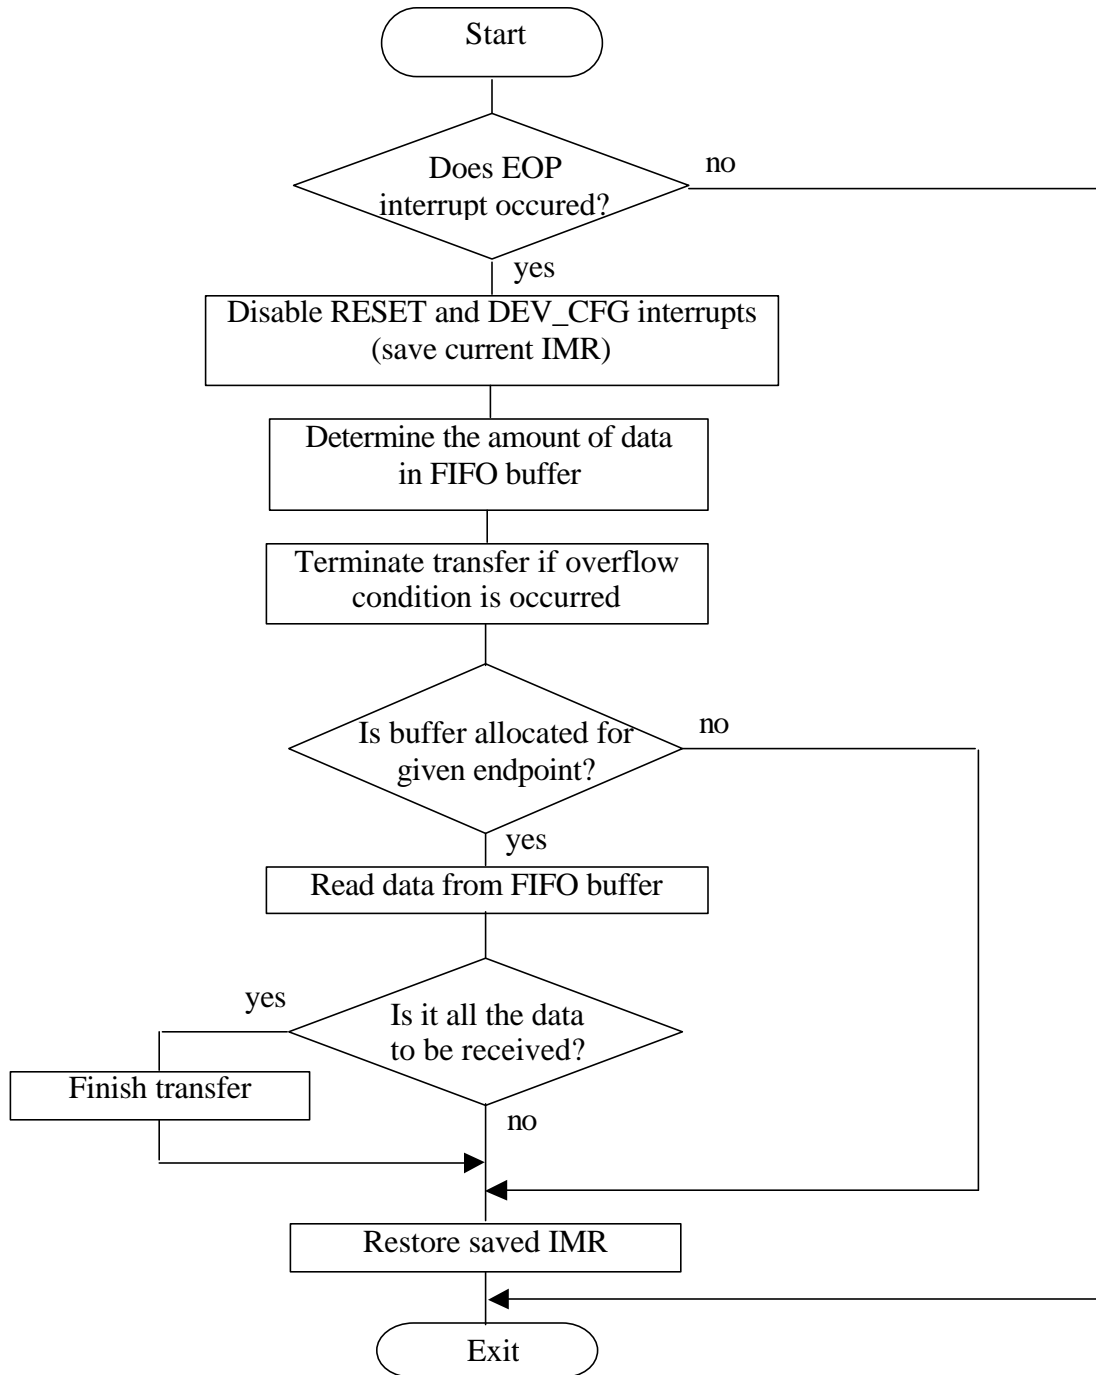 Start
Does EOP
interrupt occured?
no
yes
Disable RESET and DEV_CFG interrupts
(save current IMR)
Determine the amount of data
in FIFO buffer
Terminate transfer if overflow
condition is occurred
Is buffer allocated for
given endpoint?
no
yes
Read data from FIFO buffer
yes
Is it all the data
to be received?
Finish transfer
no
Restore saved IMR
Exit